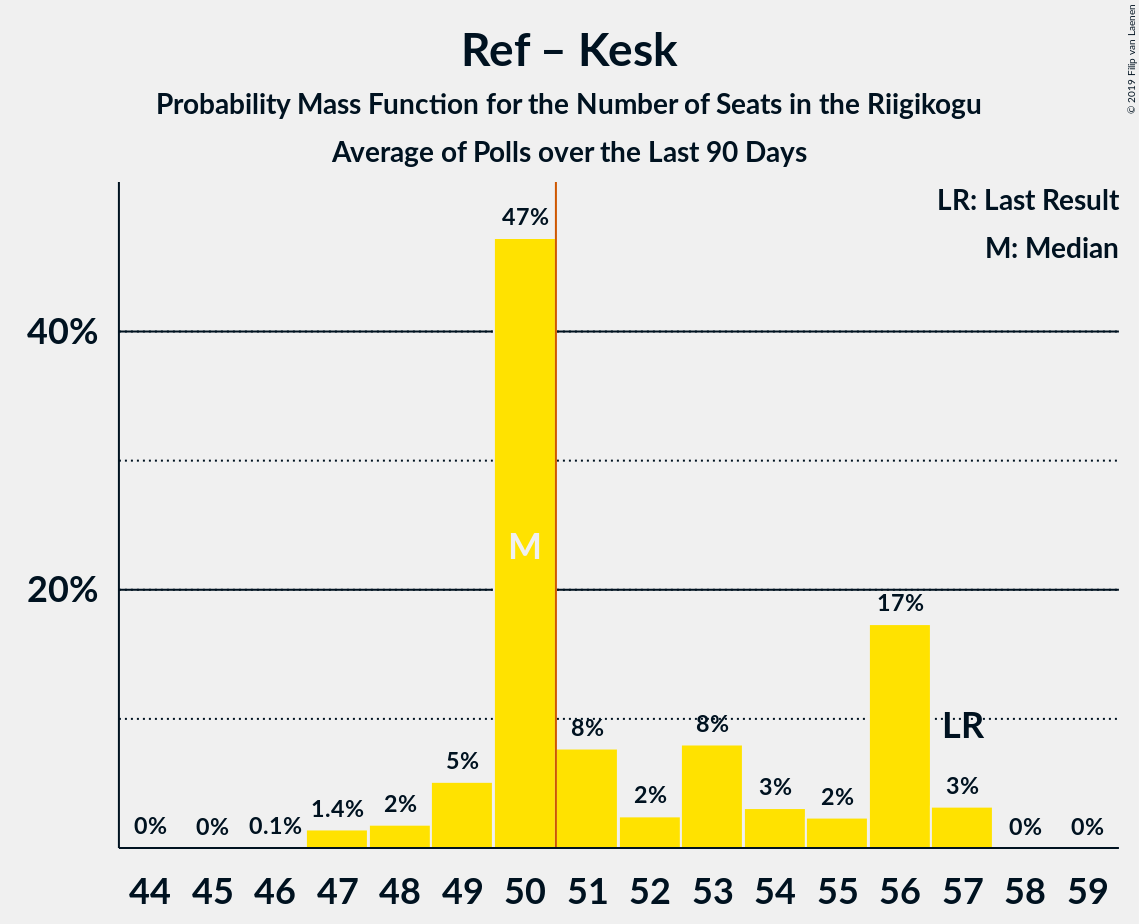 Ref – Kesk
Probability Mass Function for the Number of Seats in the Riigikogu
Average of Polls over the Last 90 Days
© 2019 Filip van Laenen
LR: Last Result
M: Median
40%
20%
0%
0%
0.1%
1.4%
2%
5%
47%
M
8%
2%
8%
3%
2%
17%
3%
LR
0%
0%
44 45 46 47 48 49 50 51 52 53 54 55 56 57 58 59